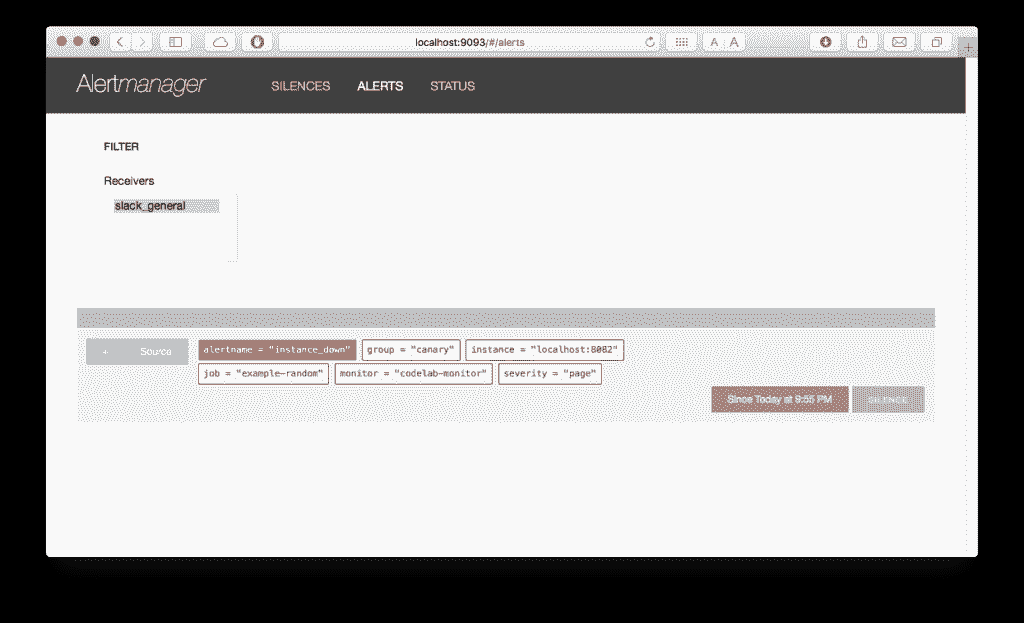 localhost:9093/#/alerts
A A
Alertmanager SILENCES ALERTS STATUS
FILTER
Receivers
slack_general
+ Source alertname = "instance_down" group = "canary" instance = "localhost:8082"
job = "example-random" monitor = "codelab-monitor" severity = "page"
Since Today at 9:55 PM SILENCE